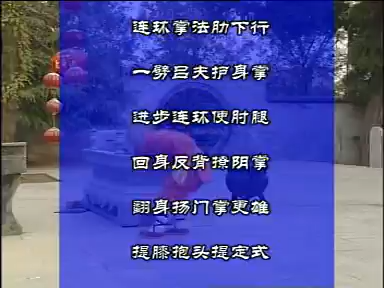 连环掌法肋下行
一劈吕夫护身掌
进步连环使肘腿
回身反背撩阴掌
翻身扬门掌更雄
提膝抱头提定式